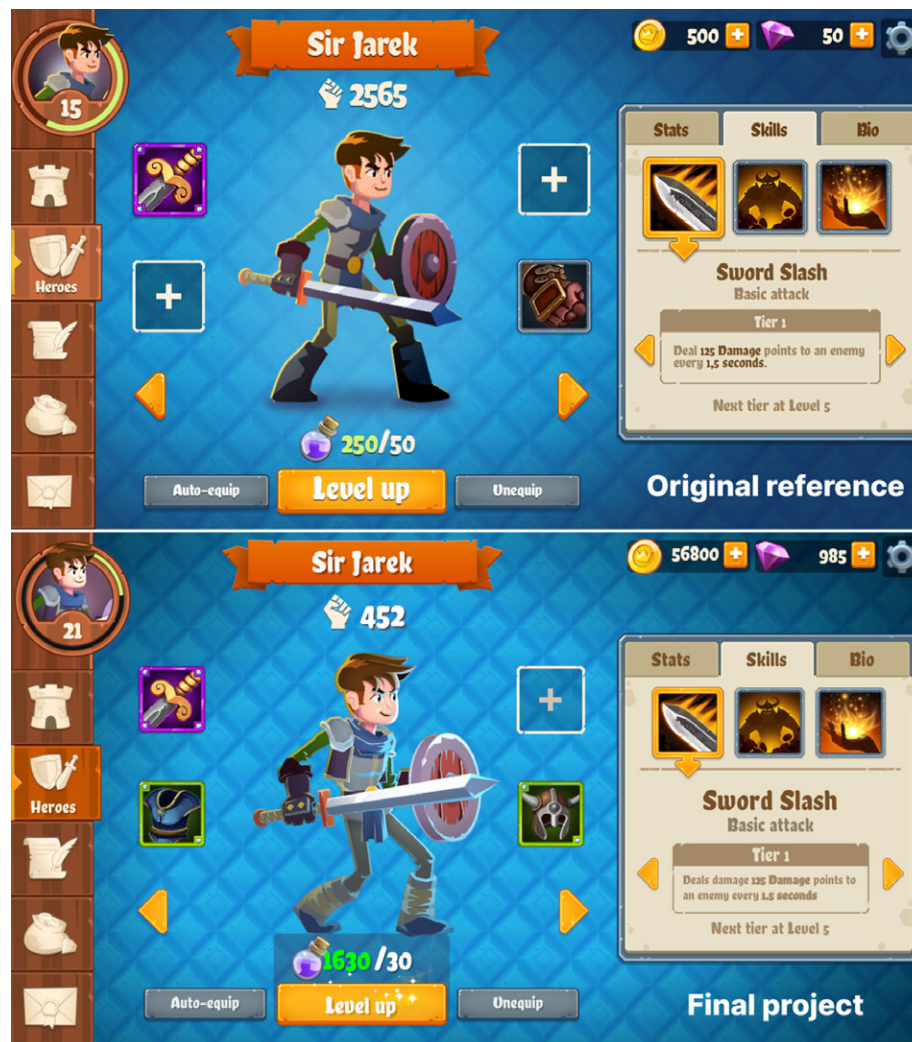 Sir Jarek
500 + 50 +
2565
15
Stats Skills Bio
+
Heroes
+
Sword Slash
Basic attack
Tier 1
Deal 125 Damage points to an enemy
every 1,5 seconds.
Next tier at Level 5
250/50
Auto-equip Level up Unequip
Original reference
Sir Jarek
56800 + 985 +
452
21
Stats Skills Bio
+
Heroes
Sword Slash
Basic attack
Tier 1
Deals damage 125 Damage points to
an enemy every 1.5 seconds
Next tier at Level 5
1630 /30
Auto-equip Level up Unequip
Final project